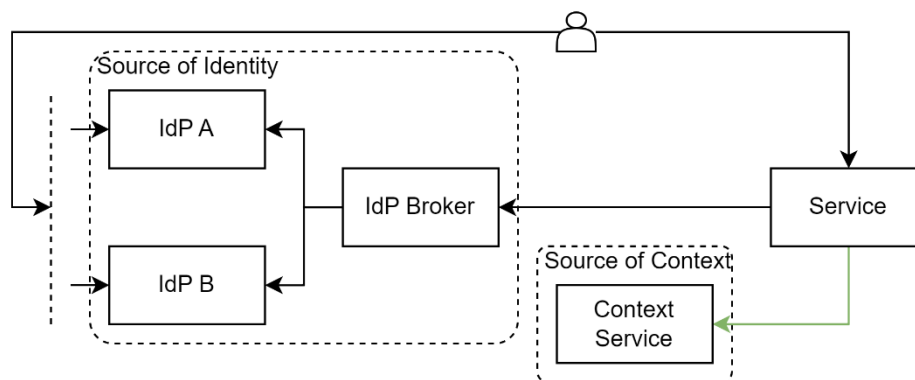 Source of Identity
IdP A
IdP Broker
Service
IdP B
Source of Context
Context
Service